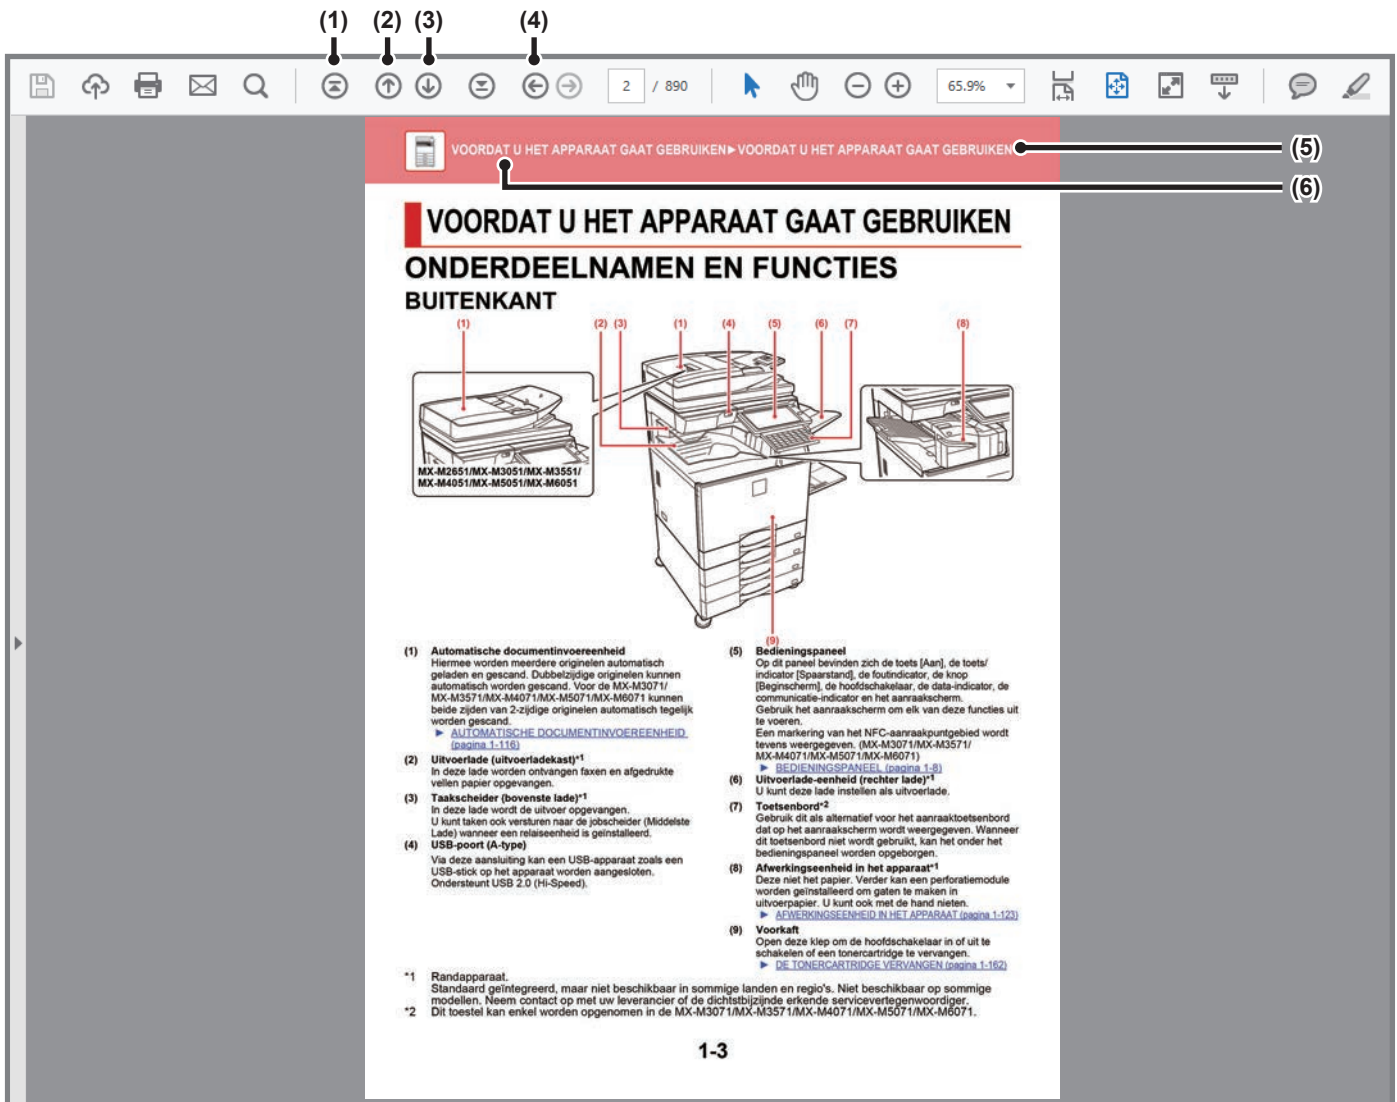 (1) (2) (3) (4)
2 / 890 65.9%
VOORDAT U HET APPARAAT GAAT GEBRUIKEN►VOORDAT U HET APPARAAT GAAT GEBRUIKEN
(5)
(6)
VOORDAT U HET APPARAAT GAAT GEBRUIKEN
ONDERDEELNAMEN EN FUNCTIES
BUITENKANT
(1) (2) (3) (1) (4) (5) (6) (7) (8)
MX-M2651/MX-M3051/MX-M3551/
MX-M4051/MX-M5051/MX-M6051
(9)
(1) Automatische documentinvoereenheid
Hiermee worden meerdere originelen automatisch
geladen en gescand. Dubbelzijdige originelen kunnen
automatisch worden gescand. Voor de MX-M3071/
MX-M3571/MX-M4071/MX-M5071/MX-M6071 kunnen
beide zijden van 2-zijdige originelen automatisch tegelijk
worden gescand.
► AUTOMATISCHE DOCUMENTINVOEREENHEID
(pagina 1-116)
(2) Uitvoerlade (uitvoerladekast)*1
In deze lade worden ontvangen faxen en afgedrukte
vellen papier opgevangen.
(3) Taakscheider (bovenste lade)*1
In deze lade wordt de uitvoer opgevangen.
U kunt taken ook versturen naar de jobscheider (Middelste
Lade) wanneer een relaiseenheid is geïnstalleerd.
(4) USB-poort (A-type)
Via deze aansluiting kan een USB-apparaat zoals een
USB-stick op het apparaat worden aangesloten.
Ondersteunt USB 2.0 (Hi-Speed).
(5) Bedieningspaneel
Op dit paneel bevinden zich de toets [Aan], de toets/
indicator [Spaarstand], de foutindicator, de knop
[Beginscherm], de hoofdschakelaar, de data-indicator, de
communicatie-indicator en het aanraakscherm.
Gebruik het aanraakscherm om elk van deze functies uit
te voeren.
Een markering van het NFC-aanraakpuntgebied wordt
tevens weergegeven. (MX-M3071/MX-M3571/
MX-M4071/MX-M5071/MX-M6071)
► BEDIENINGSPANEEL (pagina 1-8)
(6) Uitvoerlade-eenheid (rechter lade)*1
U kunt deze lade instellen als uitvoerlade.
(7) Toetsenbord*2
Gebruik dit als alternatief voor het aanraaktoetsenbord
dat op het aanraakscherm wordt weergegeven. Wanneer
dit toetsenbord niet wordt gebruikt, kan het onder het
bedieningspaneel worden opgeborgen.
(8) Afwerkingseenheid in het apparaat*1
Deze niet het papier. Verder kan een perforatiemodule
worden geïnstalleerd om gaten te maken in
uitvoerpapier. U kunt ook met de hand nieten.
► AFWERKINGSEENHEID IN HET APPARAAT (pagina 1-123)
(9) Voorkaft
Open deze klep om de hoofdschakelaar in of uit te
schakelen of een tonercartridge te vervangen.
► DE TONERCARTRIDGE VERVANGEN (pagina 1-162)
*1 Randapparaat.
Standaard geïntegreerd, maar niet beschikbaar in sommige landen en regio's. Niet beschikbaar op sommige
modellen. Neem contact op met uw leverancier of de dichtstbijzijnde erkende servicevertegenwoordiger.
*2 Dit toestel kan enkel worden opgenomen in de MX-M3071/MX-M3571/MX-M4071/MX-M5071/MX-M6071.
1-3